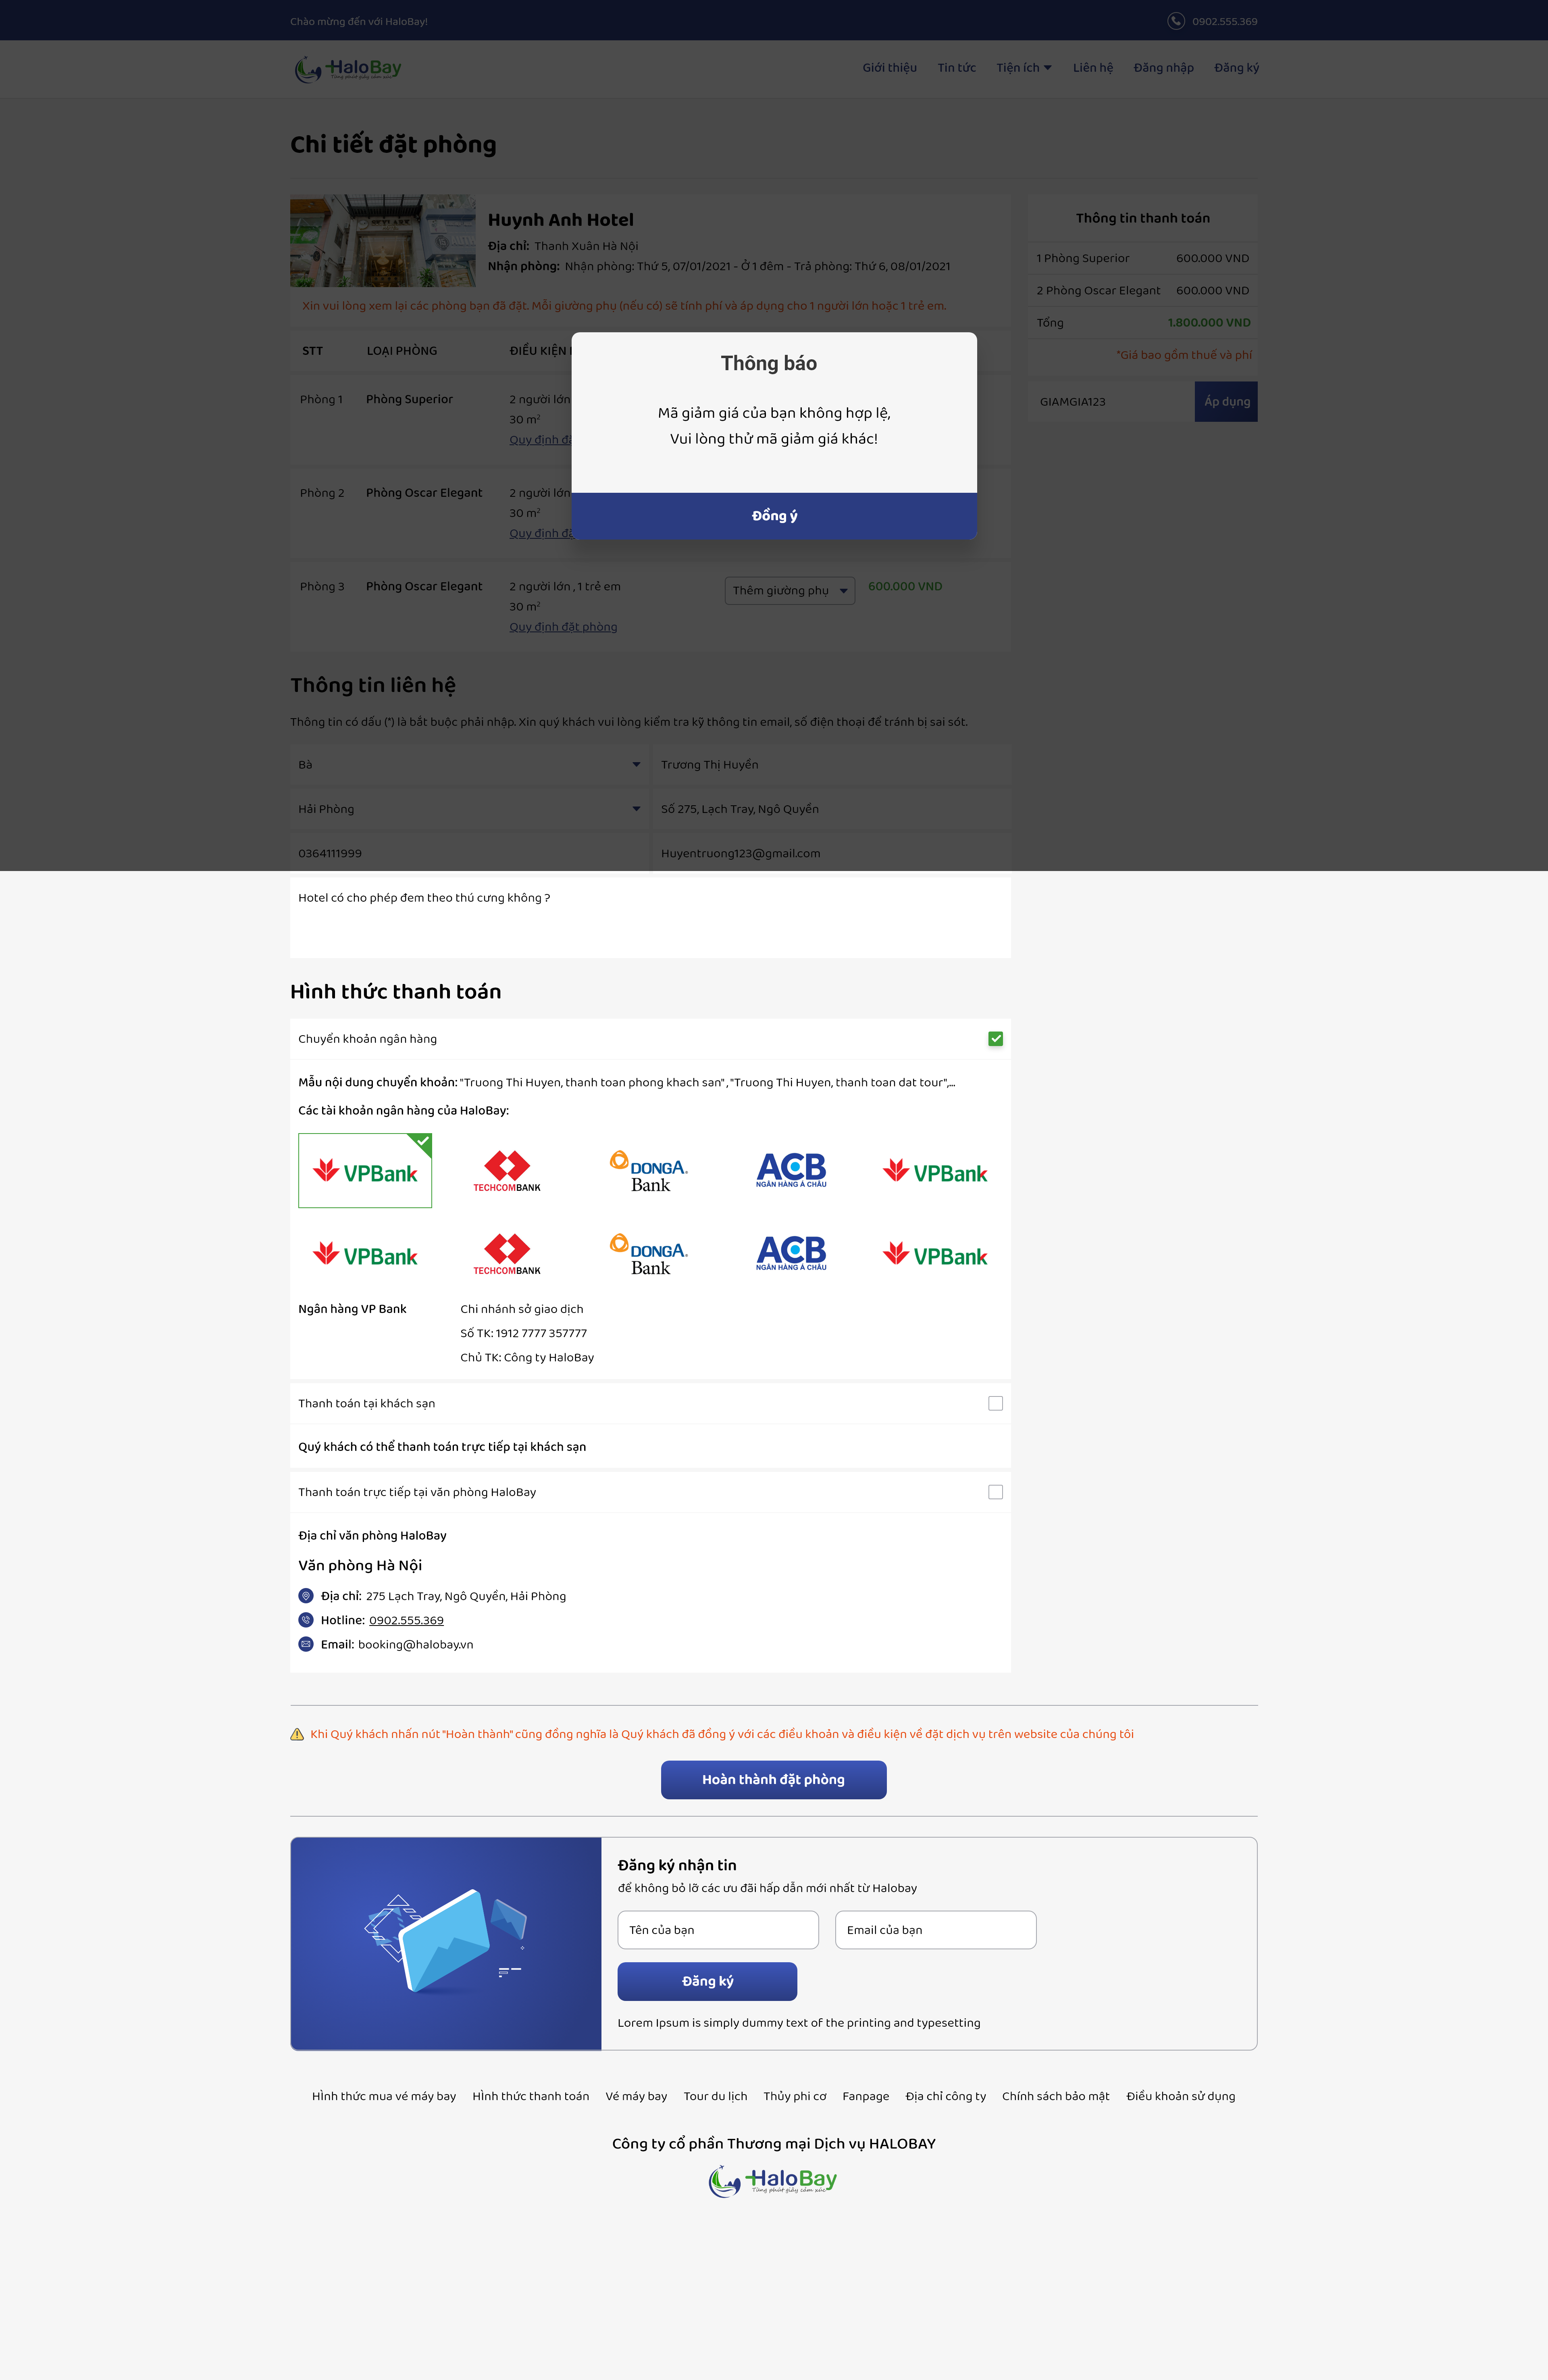 Chào mừng đến với HaloBay!
0902.555.369
HaloBay
Từng phút giây cảm xúc
Giới thiệu
Tin tức
Tiện ích
Liên hệ
Đăng nhập
Đăng ký
Chi tiết đặt phòng
Huynh Anh Hotel
Địa chỉ: Thanh Xuân Hà Nội
Nhận phòng: Nhận phòng: Thứ 5, 07/01/2021 - Ở 1 đêm - Trả phòng: Thứ 6, 08/01/2021
Xin vui lòng xem lại các phòng bạn đã đặt. Mỗi giường phụ (nếu có) sẽ tính phí và áp dụng cho 1 người lớn hoặc 1 trẻ em.
Thông tin thanh toán
1 Phòng Superior 600.000 VND
2 Phòng Oscar Elegant 600.000 VND
Tổng 1.800.000 VND
*Giá bao gồm thuế và phí
GIAMGIA123 Áp dụng
STT LOẠI PHÒNG ĐIỀU KIỆN
Phòng 1 Phòng Superior 2 người lớn
30 m²
Quy định
Phòng 2 Phòng Oscar Elegant 2 người lớn
30 m²
Quy định
Thông báo
Mã giảm giá của bạn không hợp lệ,
Vui lòng thử mã giảm giá khác!
Đồng ý
Phòng 3 Phòng Oscar Elegant 2 người lớn , 1 trẻ em Thêm giường phụ 600.000 VND
30 m²
Quy định đặt phòng
Thông tin liên hệ
Thông tin có dấu (*) là bắt buộc phải nhập. Xin quý khách vui lòng kiểm tra kỹ thông tin email, số điện thoại để tránh bị sai sót.
Bà Trương Thị Huyền
Hải Phòng Số 275, Lạch Tray, Ngô Quyền
0364111999 Huyentruong123@gmail.com
Hotel có cho phép đem theo thú cưng không ?
Hình thức thanh toán
Chuyển khoản ngân hàng
Mẫu nội dung chuyển khoản: "Truong Thi Huyen, thanh toan phong khach san" , "Truong Thi Huyen, thanh toan dat tour",...
Các tài khoản ngân hàng của HaloBay:
VPBank
TECHCOMBANK
DONGA Bank
ACB NGÂN HÀNG Á CHÂU
VPBank
VPBank
TECHCOMBANK
DONGA Bank
ACB NGÂN HÀNG Á CHÂU
VPBank
Ngân hàng VP Bank Chi nhánh sở giao dịch
Số TK: 1912 7777 357777
Chủ TK: Công ty HaloBay
Thanh toán tại khách sạn
Quý khách có thể thanh toán trực tiếp tại khách sạn
Thanh toán trực tiếp tại văn phòng HaloBay
Địa chỉ văn phòng HaloBay
Văn phòng Hà Nội
Địa chỉ: 275 Lạch Tray, Ngô Quyền, Hải Phòng
Hotline: 0902.555.369
Email: booking@halobay.vn
Khi Quý khách nhấn nút "Hoàn thành" cũng đồng nghĩa là Quý khách đã đồng ý với các điều khoản và điều kiện về đặt dịch vụ trên website của chúng tôi
Hoàn thành đặt phòng
Đăng ký nhận tin
để không bỏ lỡ các ưu đãi hấp dẫn mới nhất từ Halobay
Tên của bạn
Email của bạn
Đăng ký
Lorem Ipsum is simply dummy text of the printing and typesetting
HÌnh thức mua vé máy bay HÌnh thức thanh toán Vé máy bay Tour du lịch Thủy phi cơ Fanpage Địa chỉ công ty Chính sách bảo mật Điều khoản sử dụng
Công ty cổ phần Thương mại Dịch vụ HALOBAY
HaloBay
Từng phút giây cảm xúc